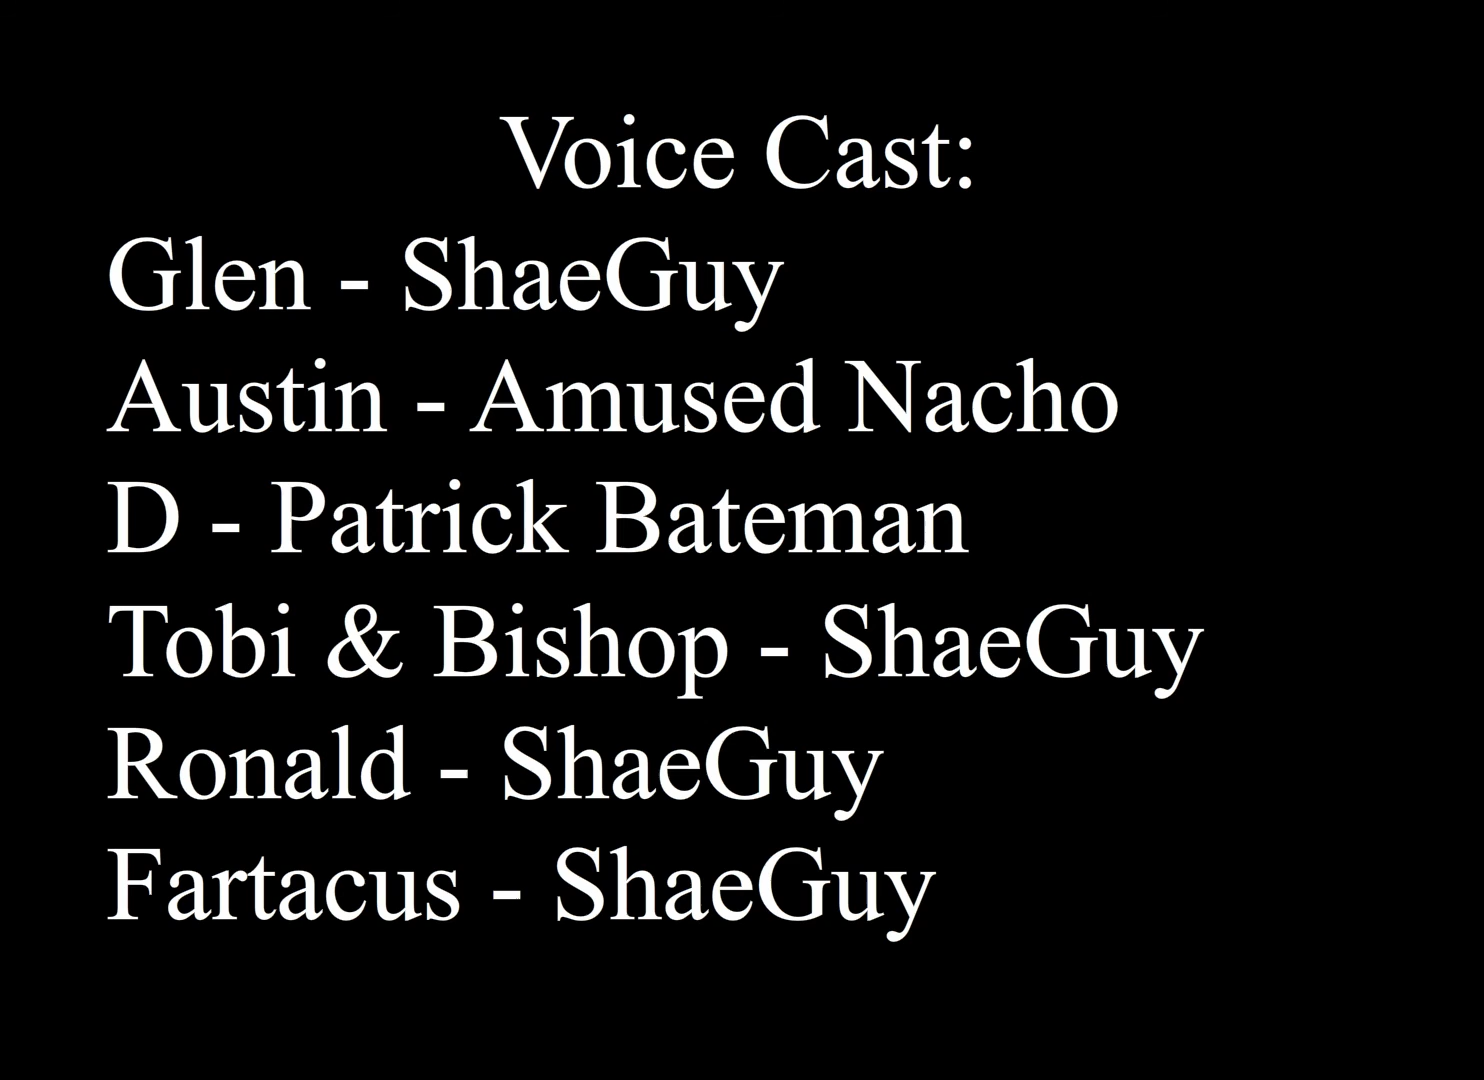 Voice Cast:
Glen - ShaeGuy
Austin - Amused Nacho
D - Patrick Bateman
Tobi & Bishop - ShaeGuy
Ronald - ShaeGuy
Fartacus - ShaeGuy